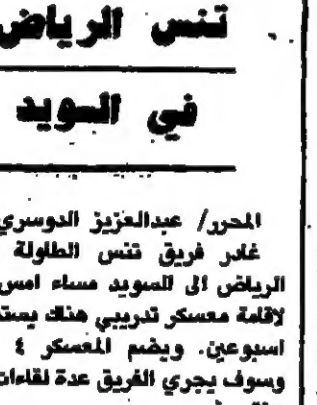 تنس الرياض
في السويد
المحرر/ عبدالعزيز الدوسري
غادر فريق تنس الطاولة
الرياض الى السويد مساء امس
لاقامة معسكر تدريبي هناك
اسبوعين. ويضم المعسكر ٤
وسوف يجري الفريق عدة لقاءات